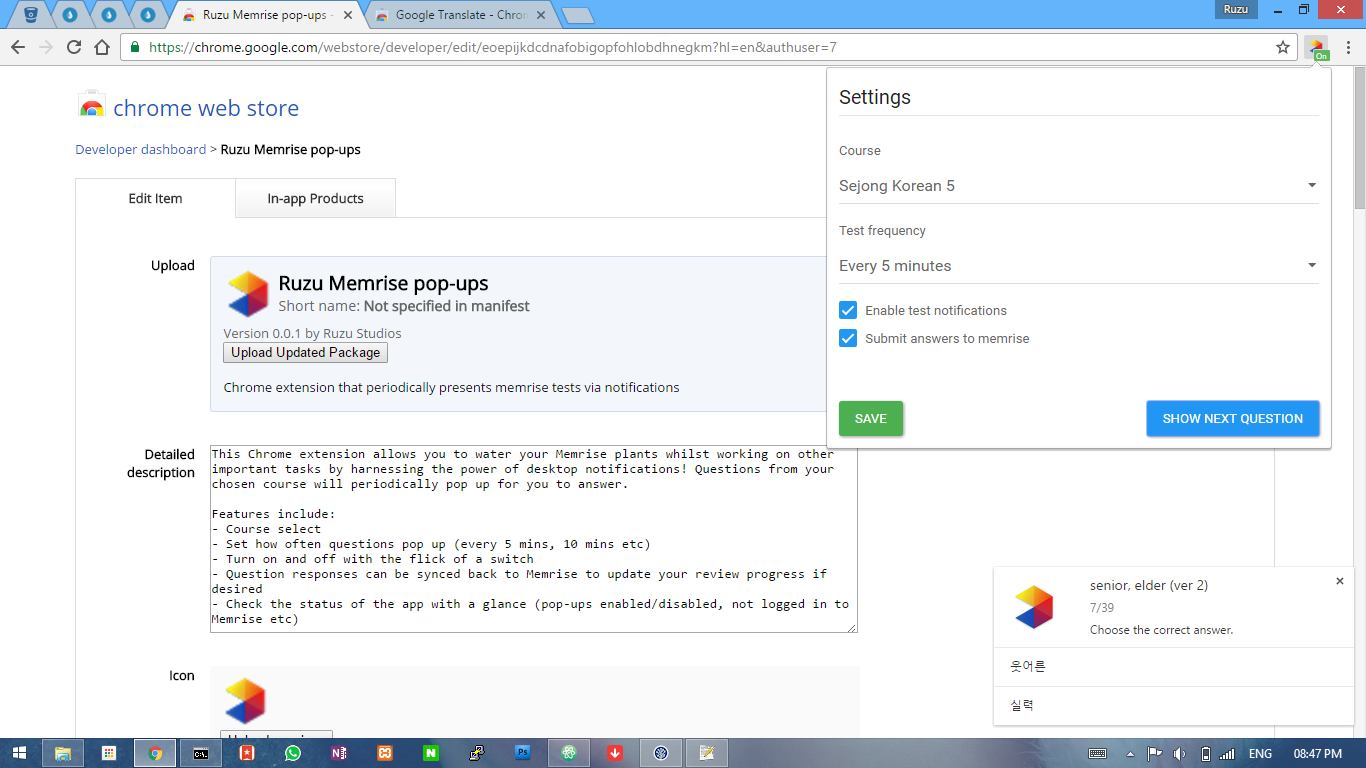 Ruzu Memrise pop-ups -
Google Translate - Chron
Ruzu
https://chrome.google.com/webstore/developer/edit/eoepijkdcdnafobigopfohlobdhnegkm?hl=en&authuser=7
On
chrome web store
Developer dashboard > Ruzu Memrise pop-ups
Edit Item
In-app Products
Upload
Ruzu Memrise pop-ups
Short name: Not specified in manifest
Version 0.0.1 by Ruzu Studios
Upload Updated Package
Chrome extension that periodically presents memrise tests via notifications
Detailed
description
This Chrome extension allows you to water your Memrise plants whilst working on other
important tasks by harnessing the power of desktop notifications! Questions from your
chosen course will periodically pop up for you to answer.
Features include:
- Course select
- Set how often questions pop up (every 5 mins, 10 mins etc)
- Turn on and off with the flick of a switch
- Question responses can be synced back to Memrise to update your review progress if
desired
- Check the status of the app with a glance (pop-ups enabled/disabled, not logged in to
Memrise etc)
Icon
Settings
Course
Sejong Korean 5
Test frequency
Every 5 minutes
Enable test notifications
Submit answers to memrise
SAVE
SHOW NEXT QUESTION
senior, elder (ver 2)
7/39
Choose the correct answer.
웃어른
실력
ENG
08:47 PM